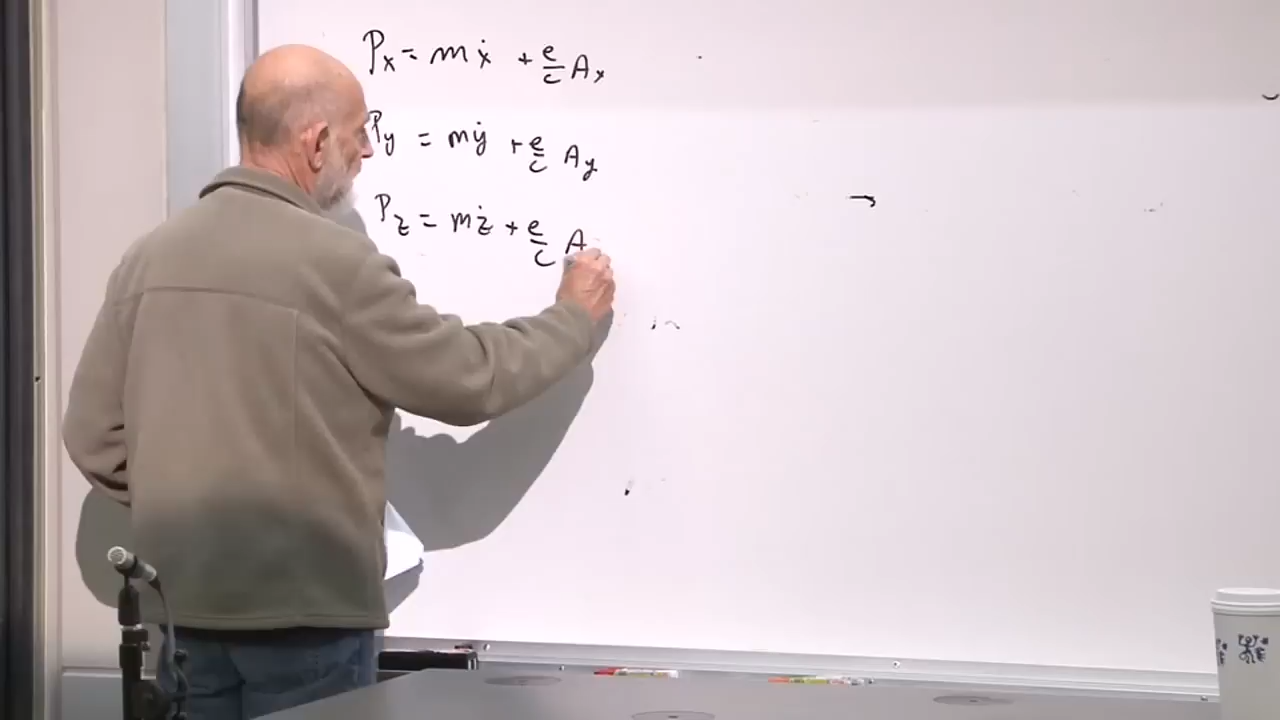 Px = mẋ + e/c Ax
Py = mẏ + e/c Ay
Pz = mż + e/c A